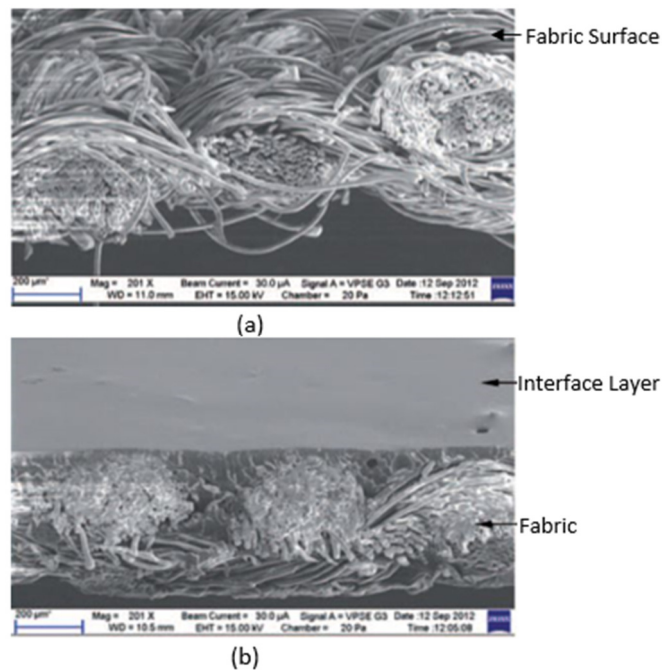 Fabric Surface
200 µm Mag = 201 X Beam Current = 30.0 µA Signal A = VPSE G3 Date :12 Sep 2012
WD = 11.0 mm EHT = 15.00 kV Chamber = 20 Pa Time :12:12:51
ZEISS
(a)
Interface Layer
Fabric
200 µm Mag = 201 X Beam Current = 30.0 µA Signal A = VPSE G3 Date :12 Sep 2012
WD = 10.5 mm EHT = 15.00 kV Chamber = 20 Pa Time :12:05:08
ZEISS
(b)